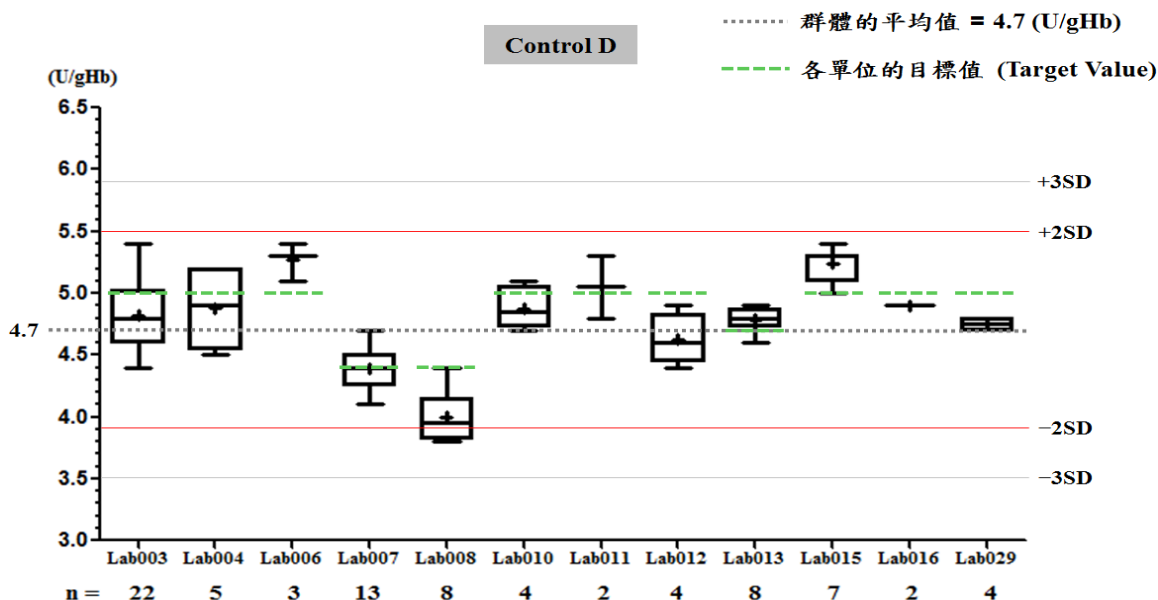 群體的平均值 = 4.7 (U/gHb)
Control D
各單位的目標值 (Target Value)
(U/gHb)
6.5
6.0
+3SD
5.5
+2SD
5.0
4.7
4.5
4.0
−2SD
3.5
−3SD
3.0
Lab003 Lab004 Lab006 Lab007 Lab008 Lab010 Lab011 Lab012 Lab013 Lab015 Lab016 Lab029
n = 22 5 3 13 8 4 2 4 8 7 2 4